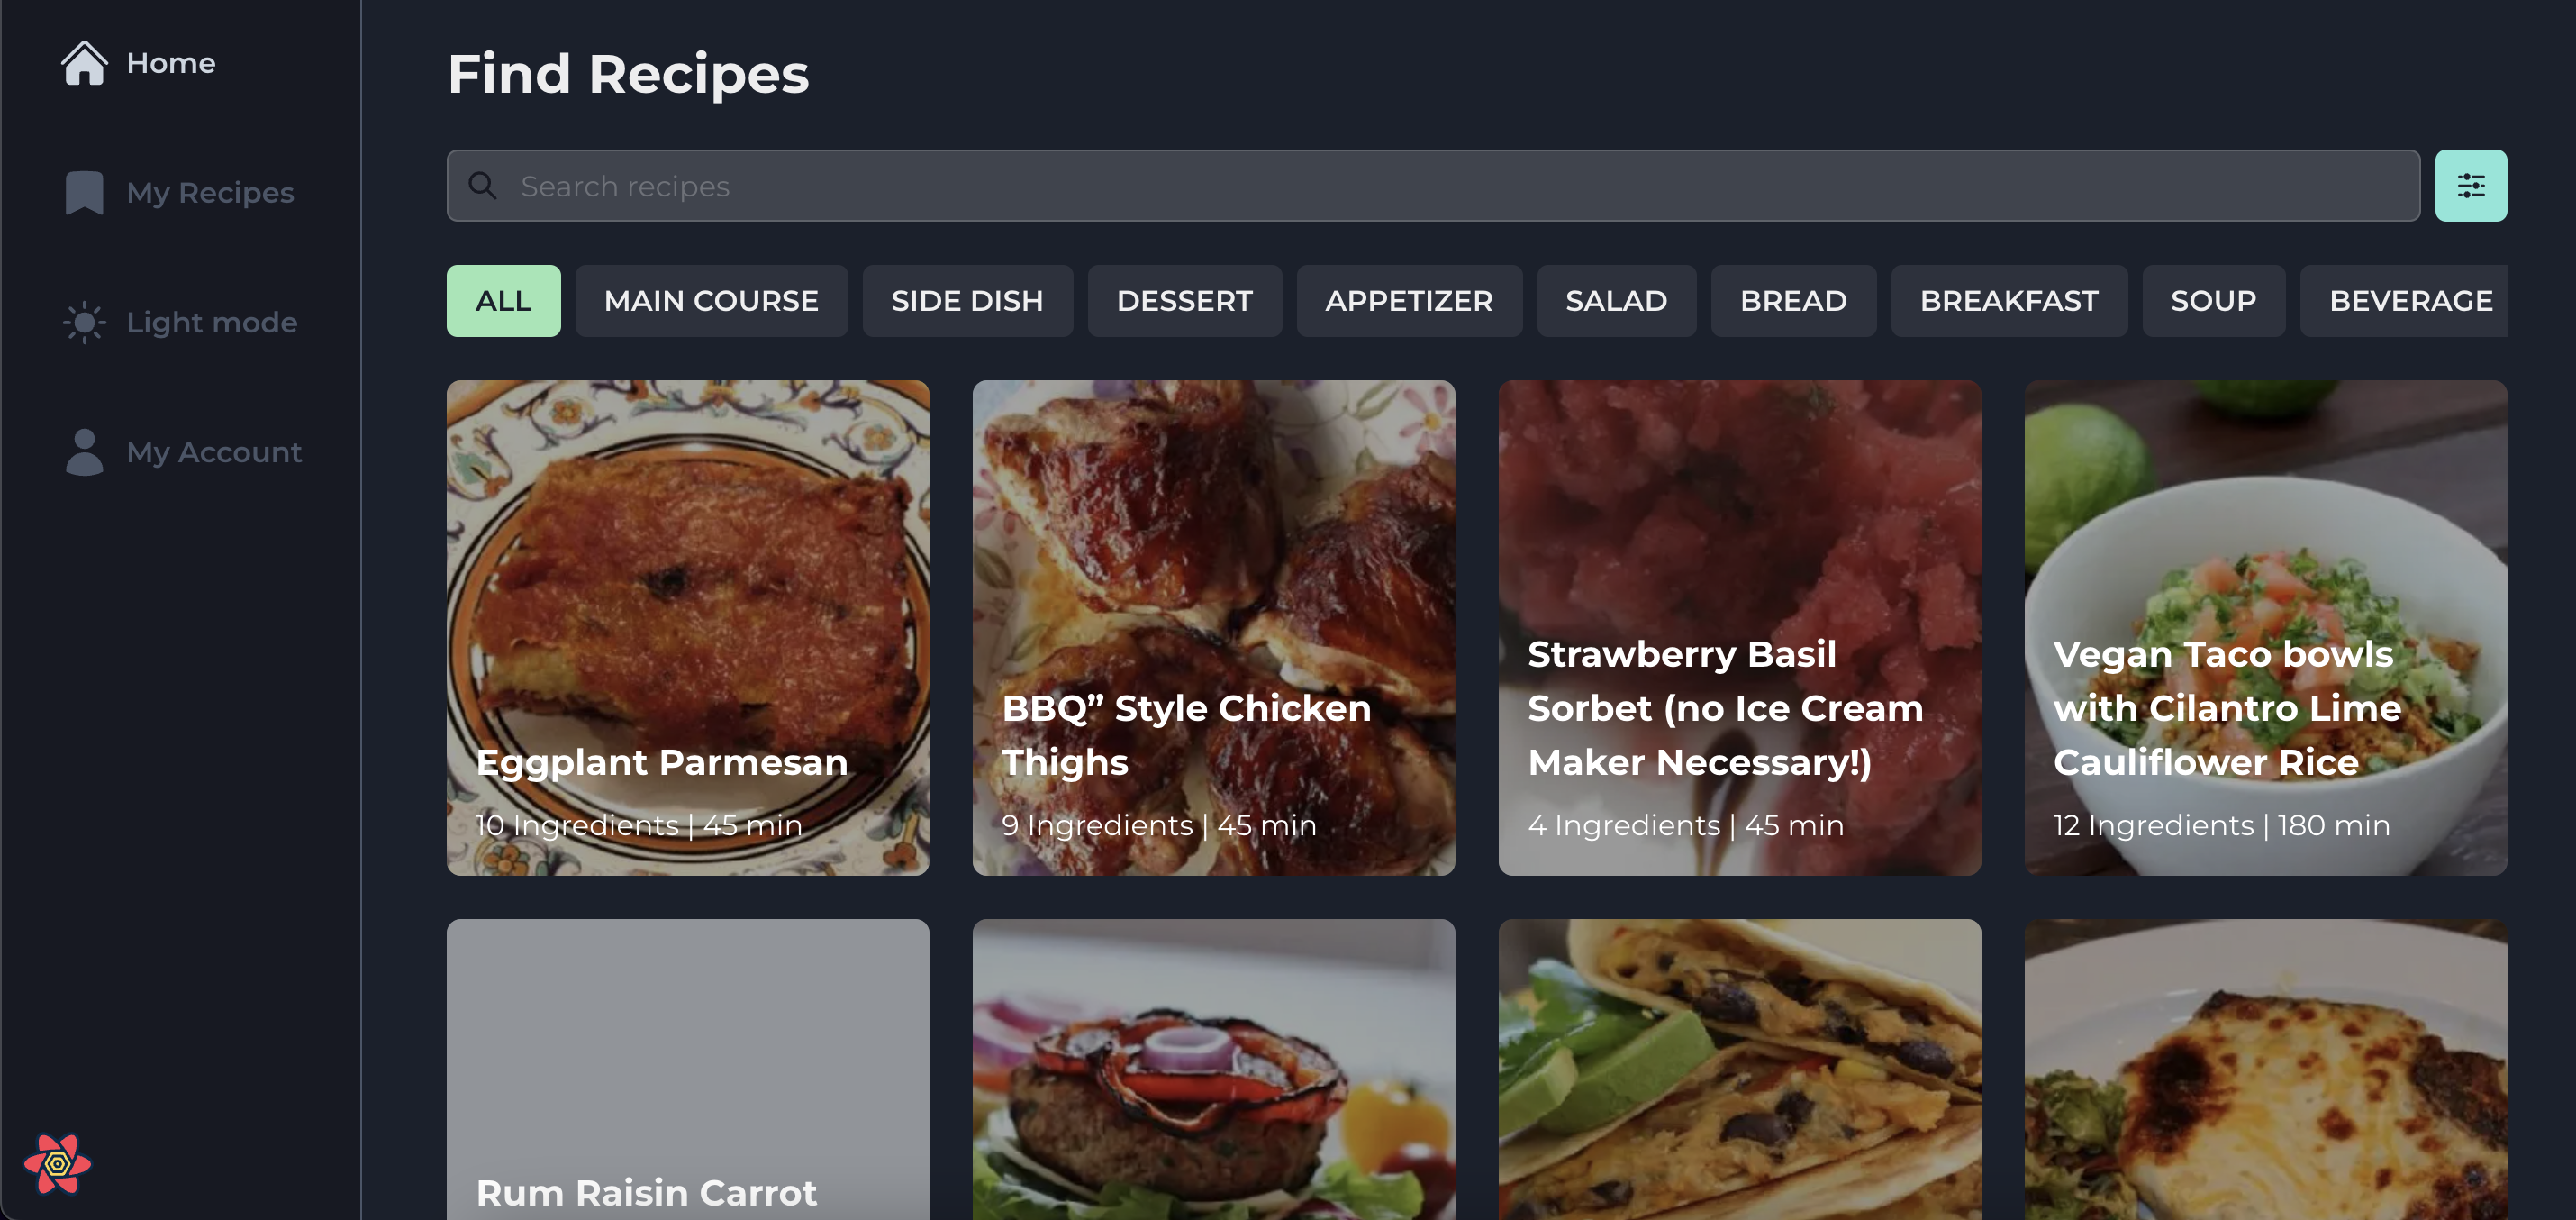 Home
My Recipes
Light mode
My Account
Find Recipes
Search recipes
ALL
MAIN COURSE
SIDE DISH
DESSERT
APPETIZER
SALAD
BREAD
BREAKFAST
SOUP
BEVERAGE
Eggplant Parmesan
10 Ingredients | 45 min
BBQ” Style Chicken
Thighs
9 Ingredients | 45 min
Strawberry Basil
Sorbet (no Ice Cream
Maker Necessary!)
4 Ingredients | 45 min
Vegan Taco bowls
with Cilantro Lime
Cauliflower Rice
12 Ingredients | 180 min
Rum Raisin Carrot